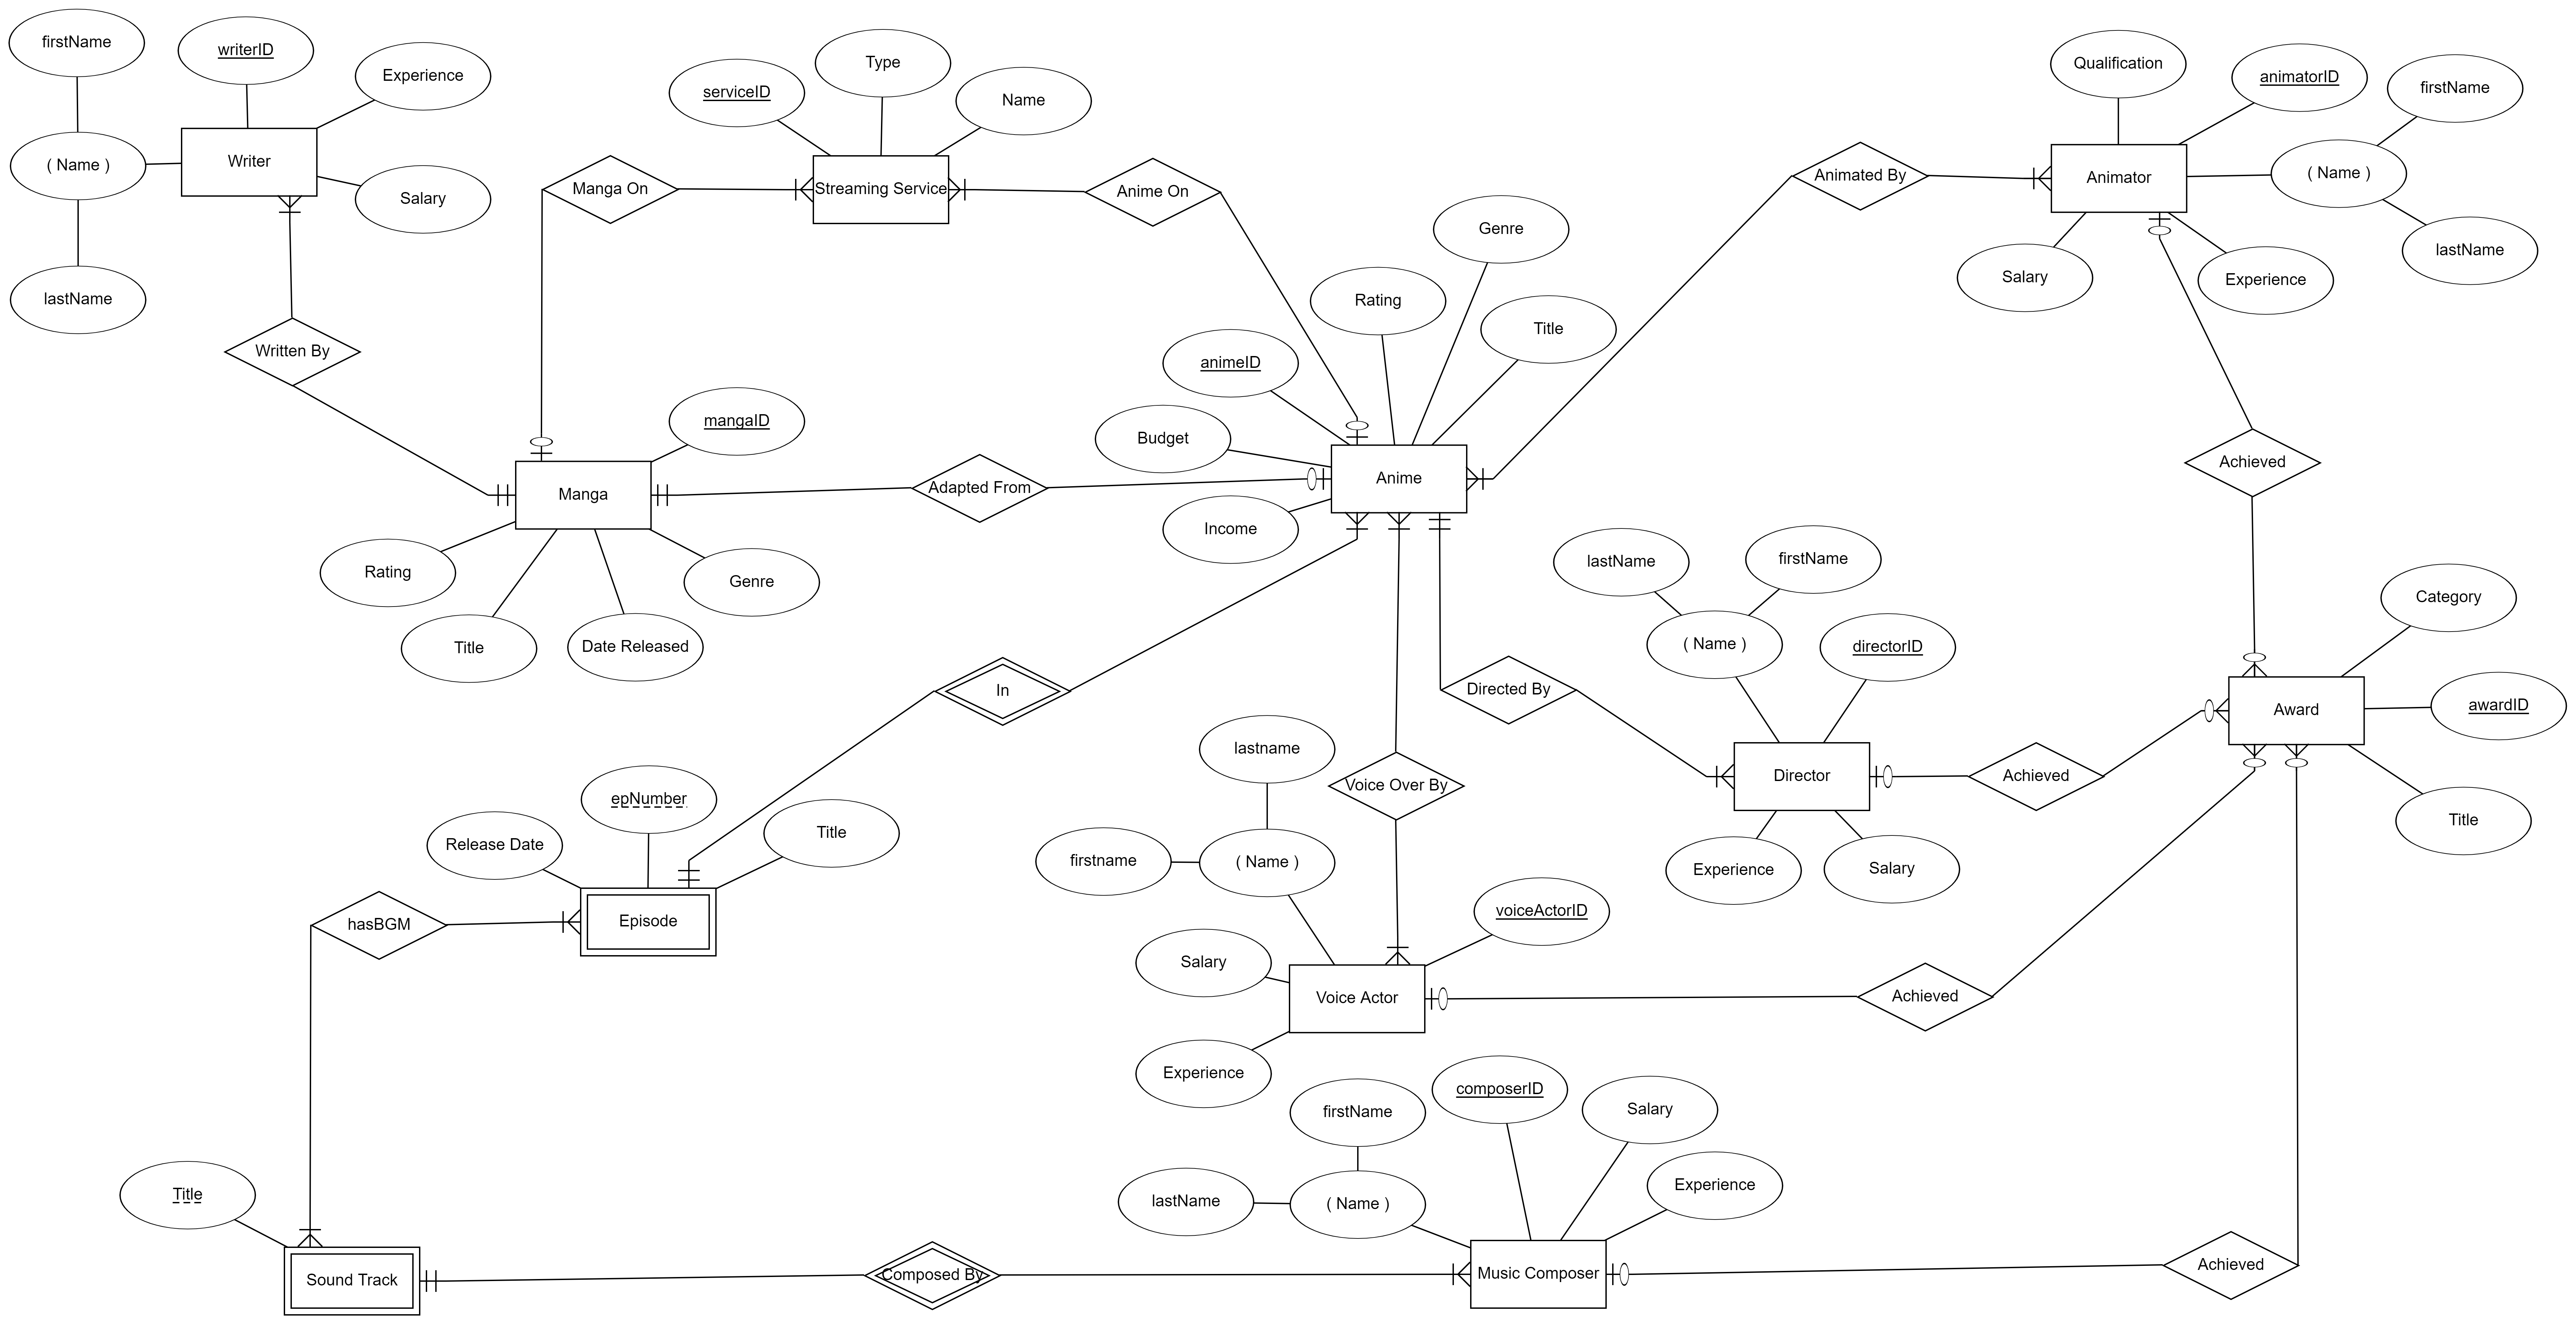 firstName
writerID
Experience
( Name )
Writer
Salary
lastName
Written By
serviceID
Type
Name
Manga On
Streaming Service
Anime On
Qualification
animatorID
firstName
Animated By
Animator
( Name )
lastName
Salary
Experience
Genre
Rating
Title
animeID
Budget
Anime
Income
mangaID
Manga
Adapted From
Rating
Title
Date Released
Genre
Achieved
lastName
firstName
( Name )
directorID
Category
awardID
Award
Title
In
Directed By
Director
Achieved
Experience
Salary
lastname
Voice Over By
firstname
( Name )
epNumber
Release Date
Title
hasBGM
Episode
voiceActorID
Salary
Voice Actor
Achieved
Experience
firstName
composerID
Salary
lastName
( Name )
Experience
Title
Sound Track
Composed By
Music Composer
Achieved